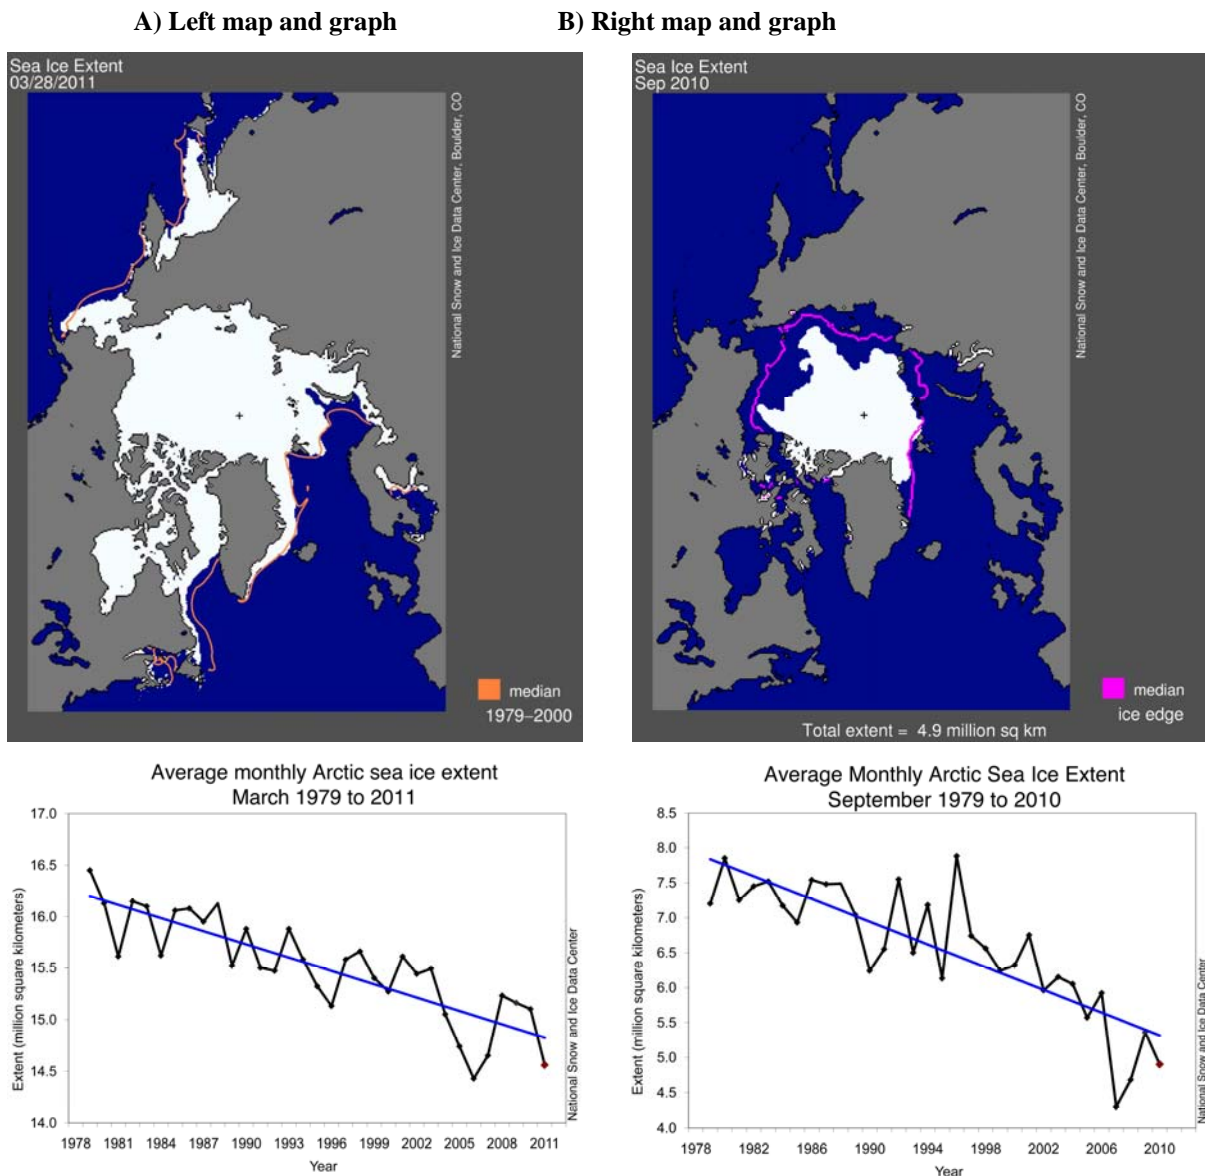 A) Left map and graph
B) Right map and graph
Sea Ice Extent
03/28/2011
National Snow and Ice Data Center, Boulder, CO
median
1979–2000
Sea Ice Extent
Sep 2010
National Snow and Ice Data Center, Boulder, CO
median
ice edge
Total extent = 4.9 million sq km
Average monthly Arctic sea ice extent
March 1979 to 2011
Extent (million square kilometers)
17.0
16.5
16.0
15.5
15.0
14.5
14.0
1978 1981 1984 1987 1990 1993 1996 1999 2002 2005 2008 2011
Year
National Snow and Ice Data Center
Average Monthly Arctic Sea Ice Extent
September 1979 to 2010
Extent (million square kilometers)
8.5
8.0
7.5
7.0
6.5
6.0
5.5
5.0
4.5
4.0
1978 1982 1986 1990 1994 1998 2002 2006 2010
Year
National Snow and Ice Data Center